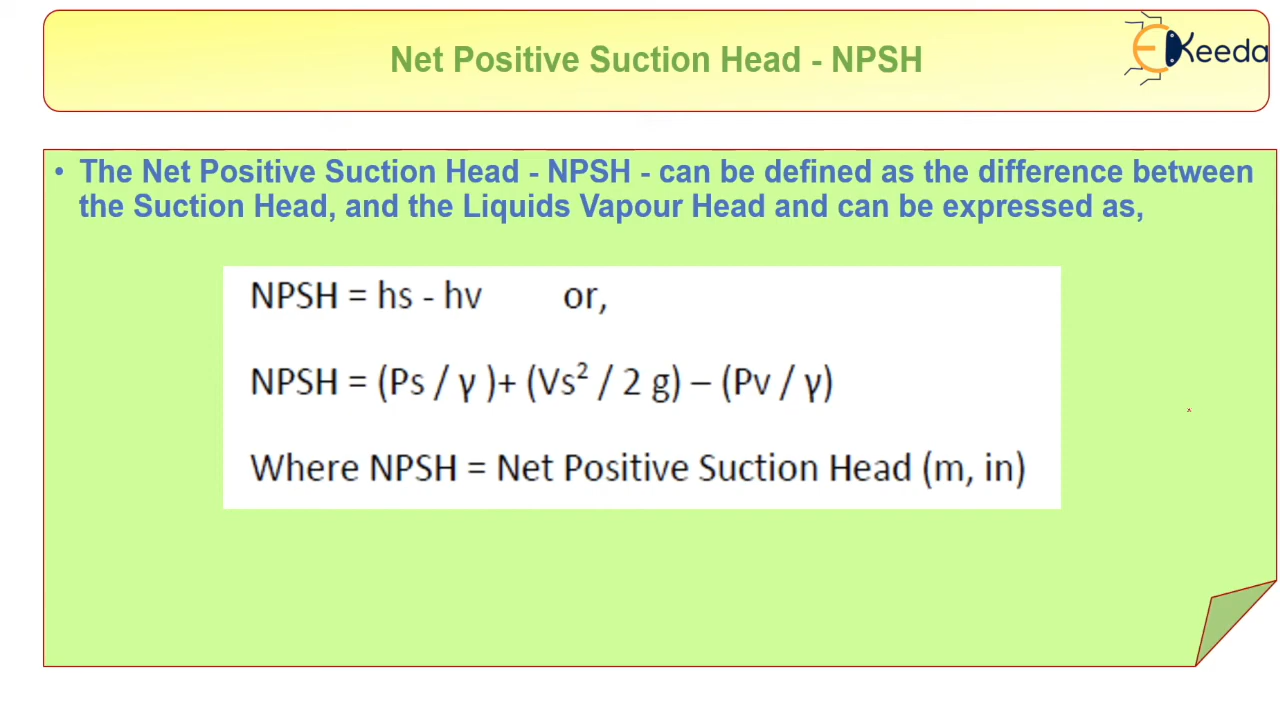 Net Positive Suction Head - NPSH
EKeeda
• The Net Positive Suction Head - NPSH - can be defined as the difference between
the Suction Head, and the Liquids Vapour Head and can be expressed as,
NPSH = hs - hv or,
NPSH = (Ps / γ )+ (Vs² / 2 g) – (Pv / γ)
Where NPSH = Net Positive Suction Head (m, in)